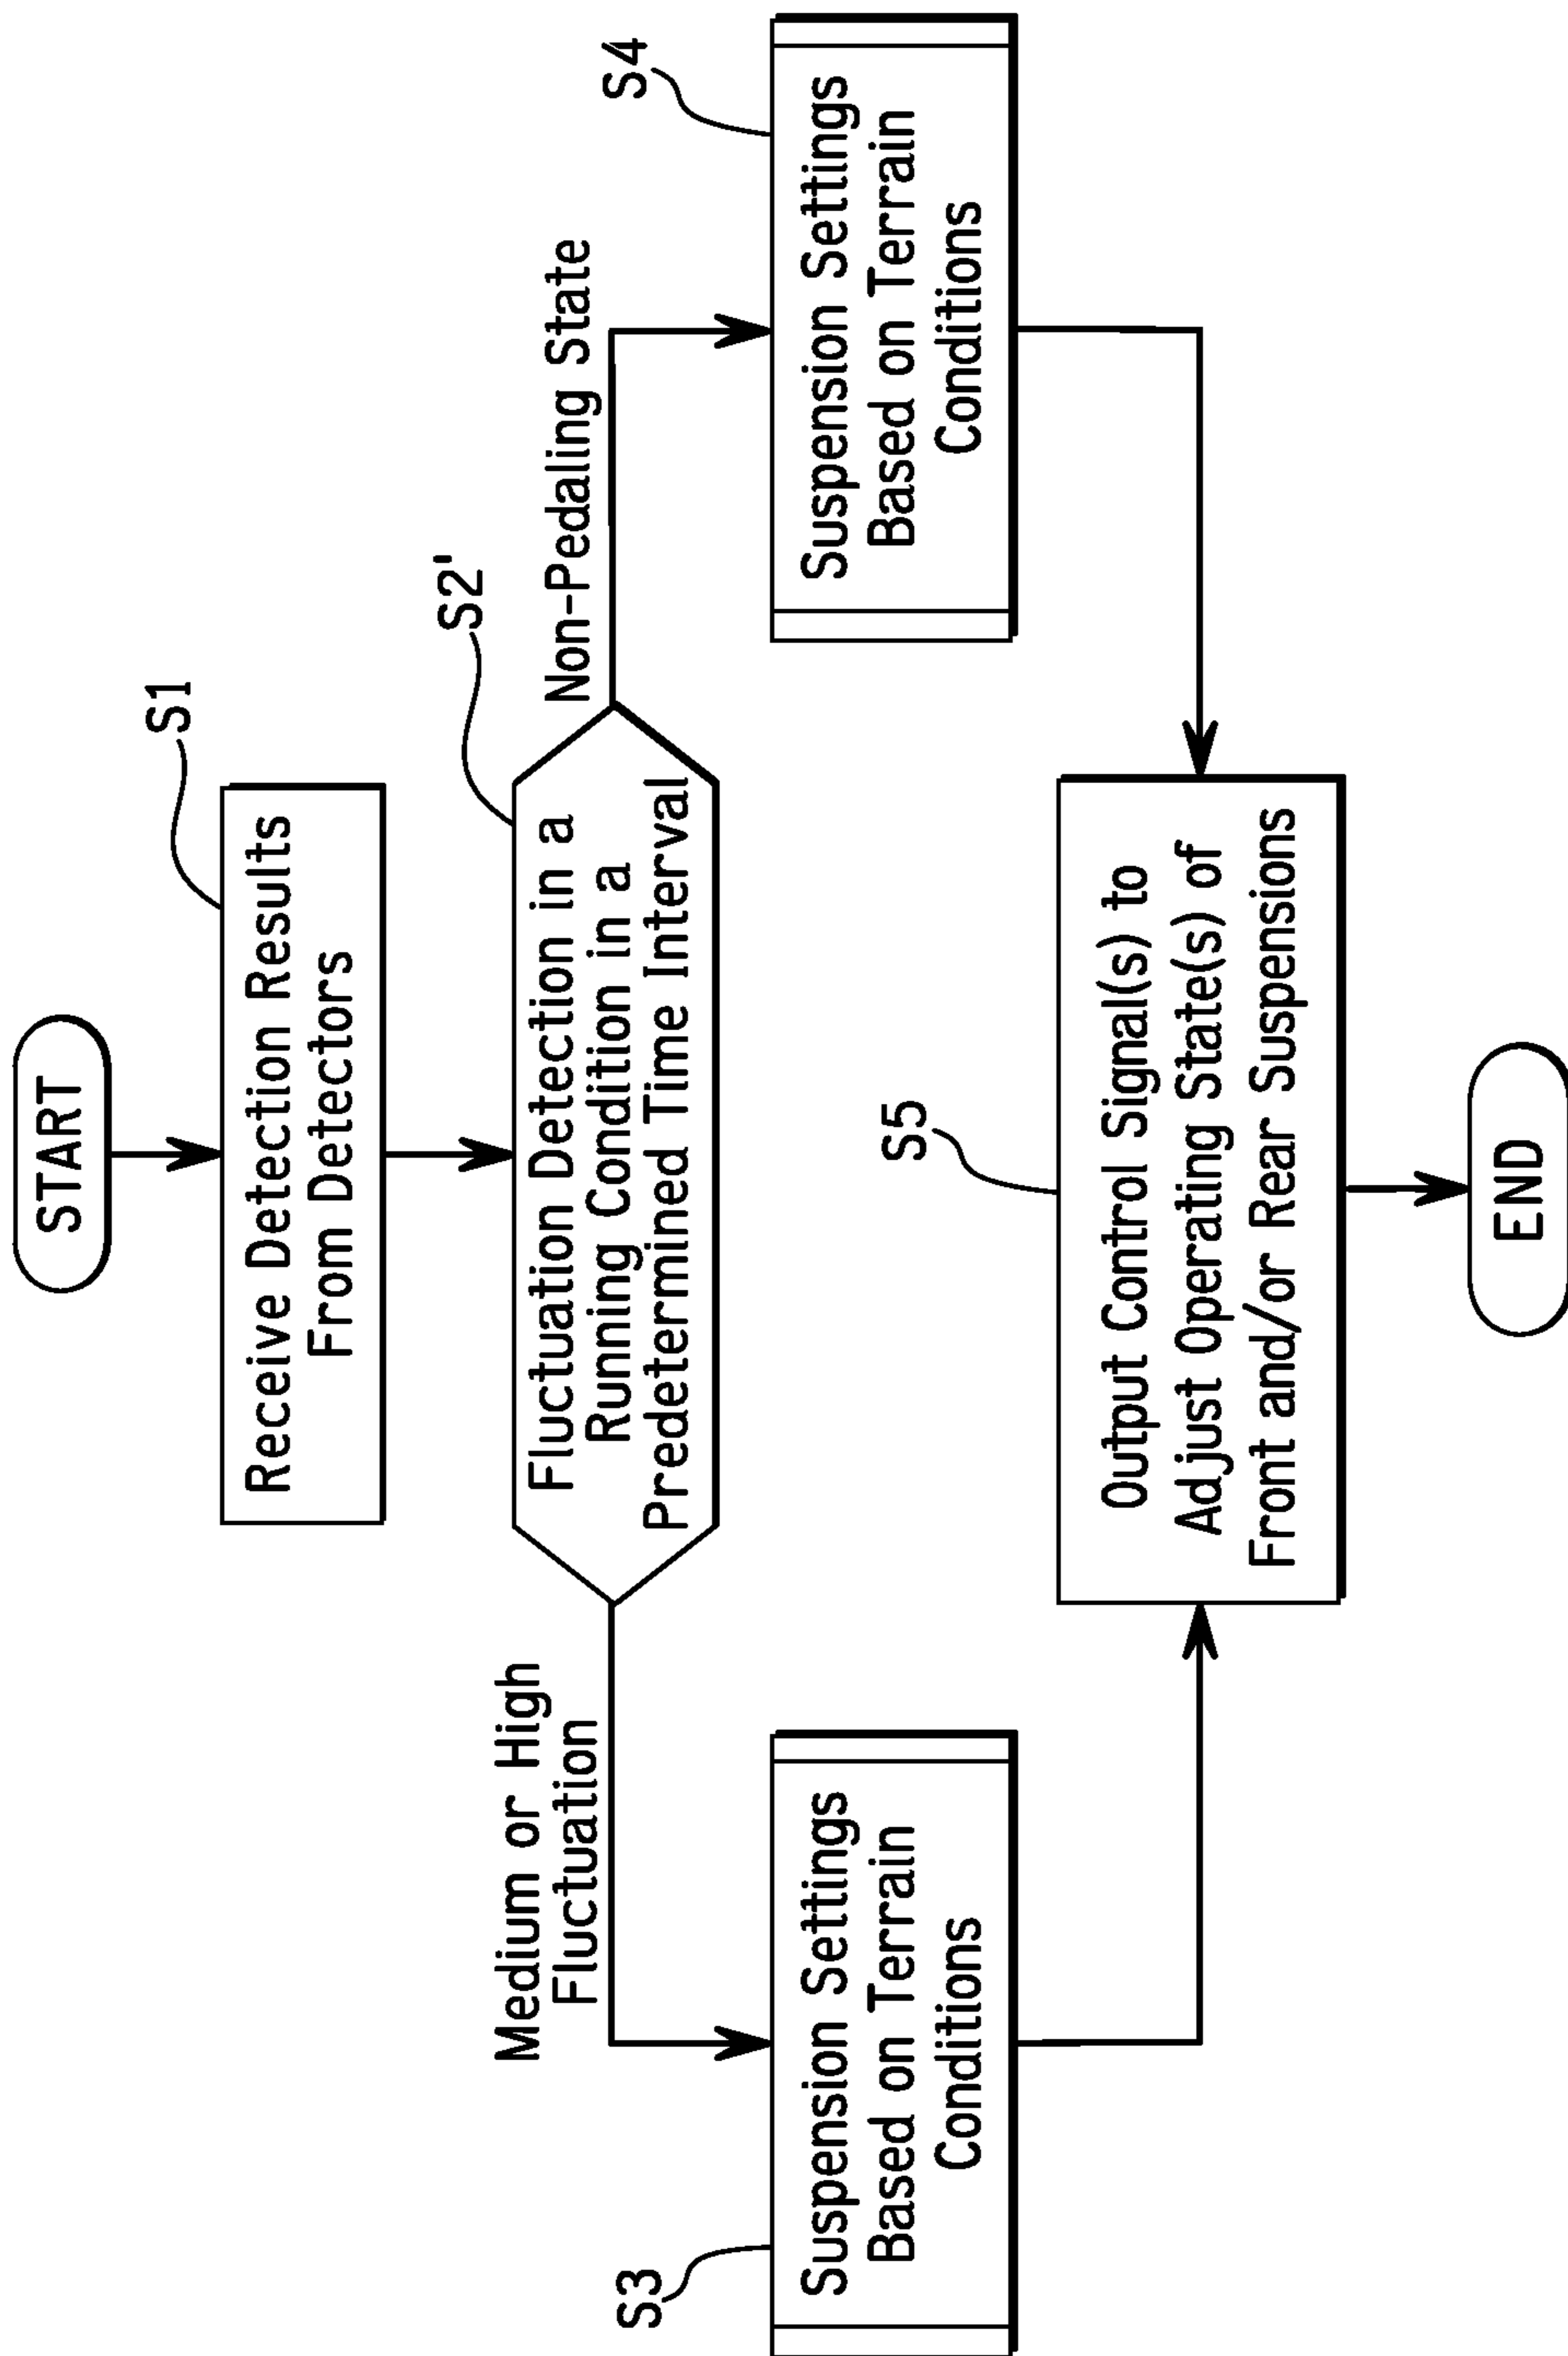 START
S1
Receive Detection Results
From Detectors
S2'
Fluctuation Detection in a
Running Condition in a
Predetermined Time Interval
Medium or High
Fluctuation
Non-Pedaling State
S3
Suspension Settings
Based on Terrain
Conditions
S4
Suspension Settings
Based on Terrain
Conditions
S5
Output Control Signal(s) to
Adjust Operating State(s) of
Front and/or Rear Suspensions
END